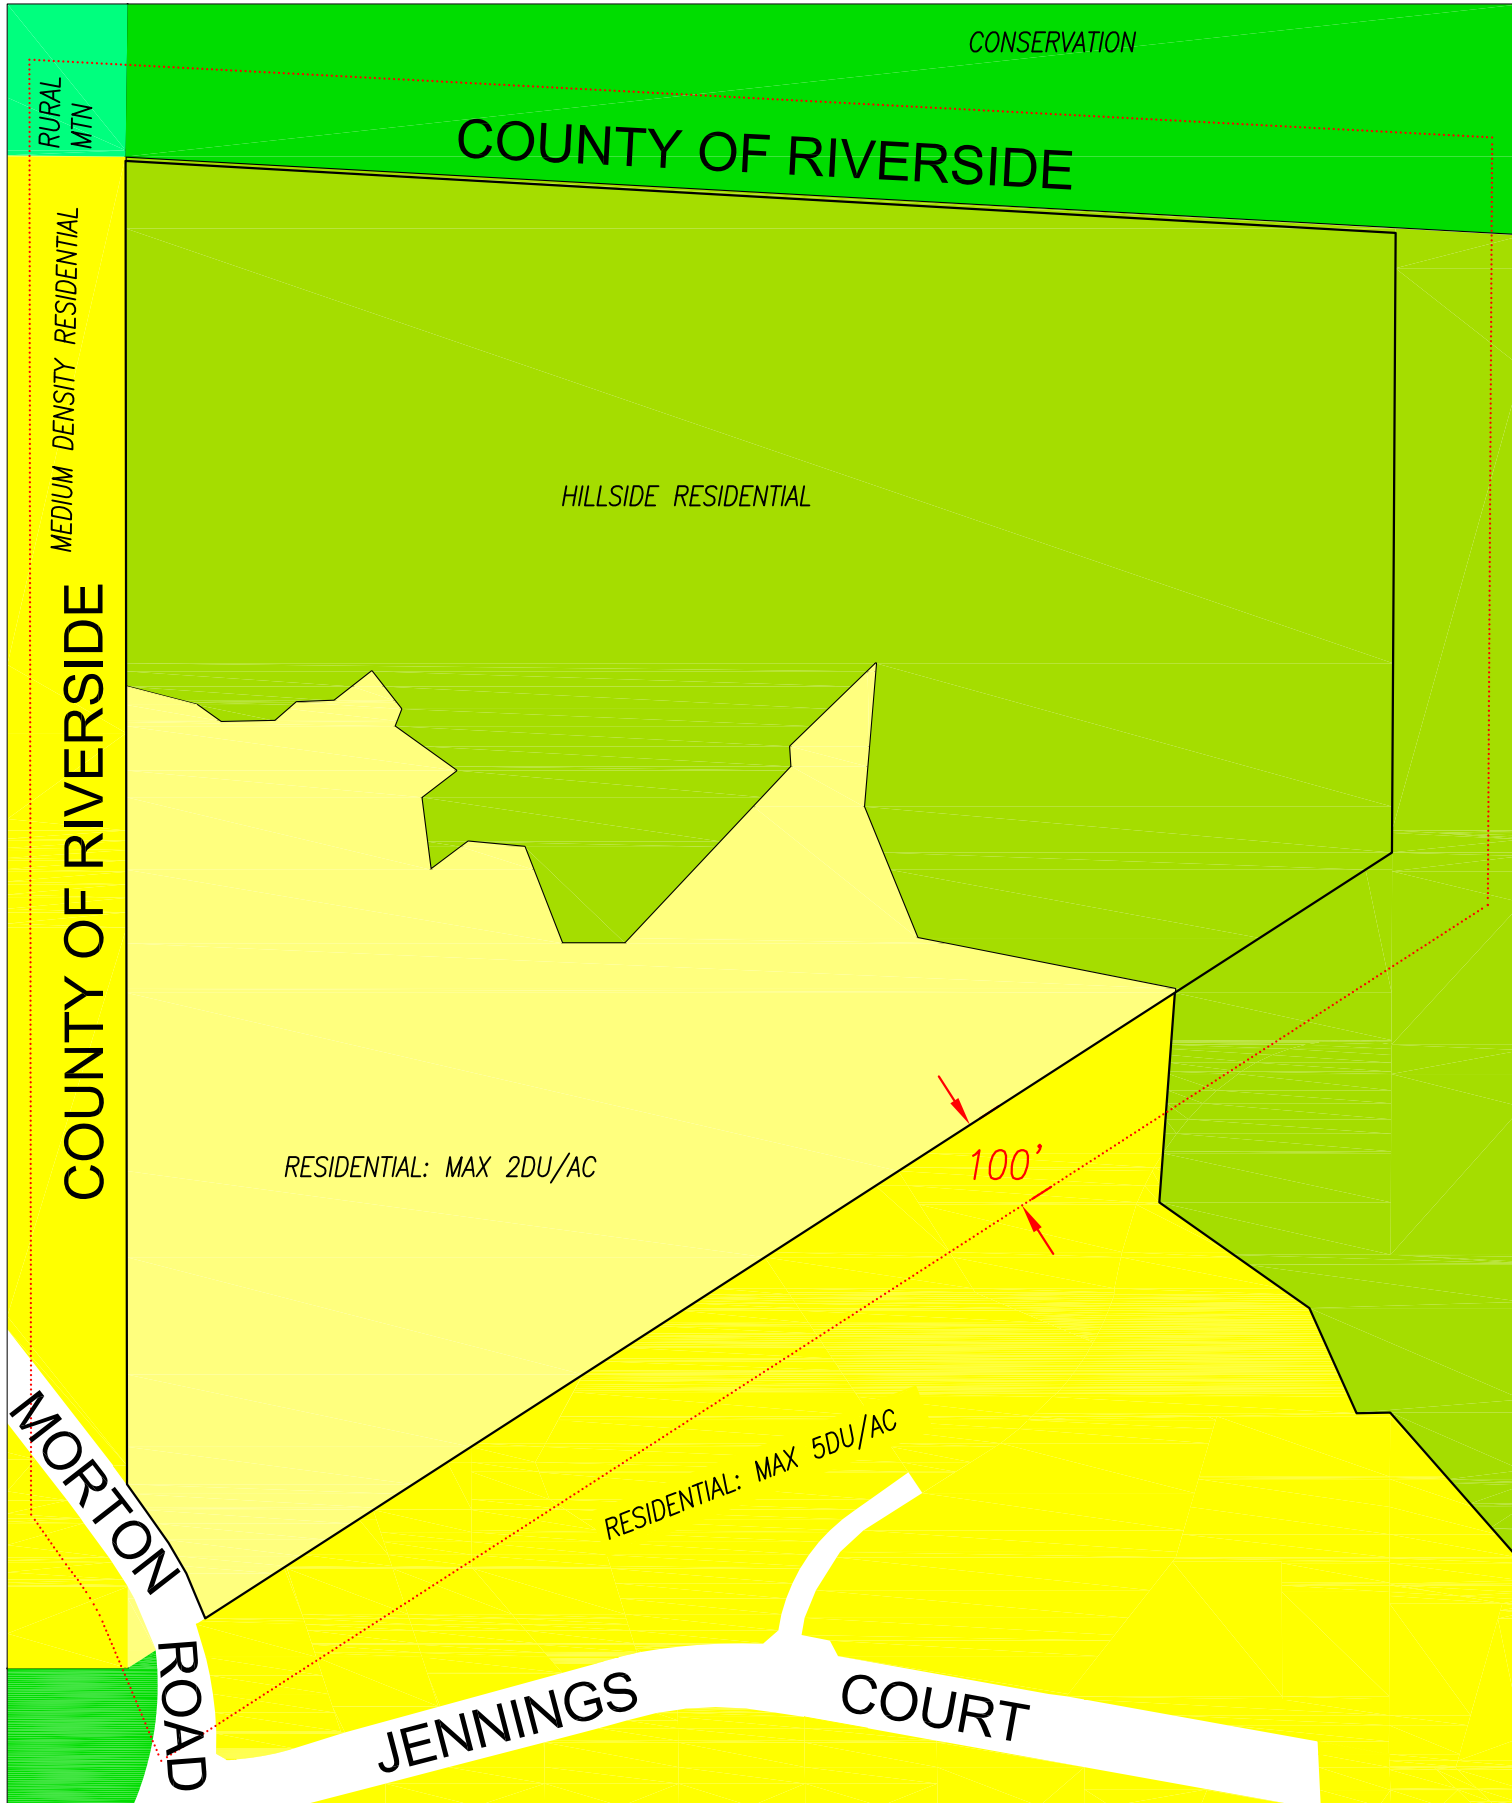 CONSERVATION
RURAL
MTN
COUNTY OF RIVERSIDE
MEDIUM DENSITY RESIDENTIAL
HILLSIDE RESIDENTIAL
COUNTY OF RIVERSIDE
RESIDENTIAL: MAX 2DU/AC
100'
RESIDENTIAL: MAX 5DU/AC
MORTON ROAD
JENNINGS COURT